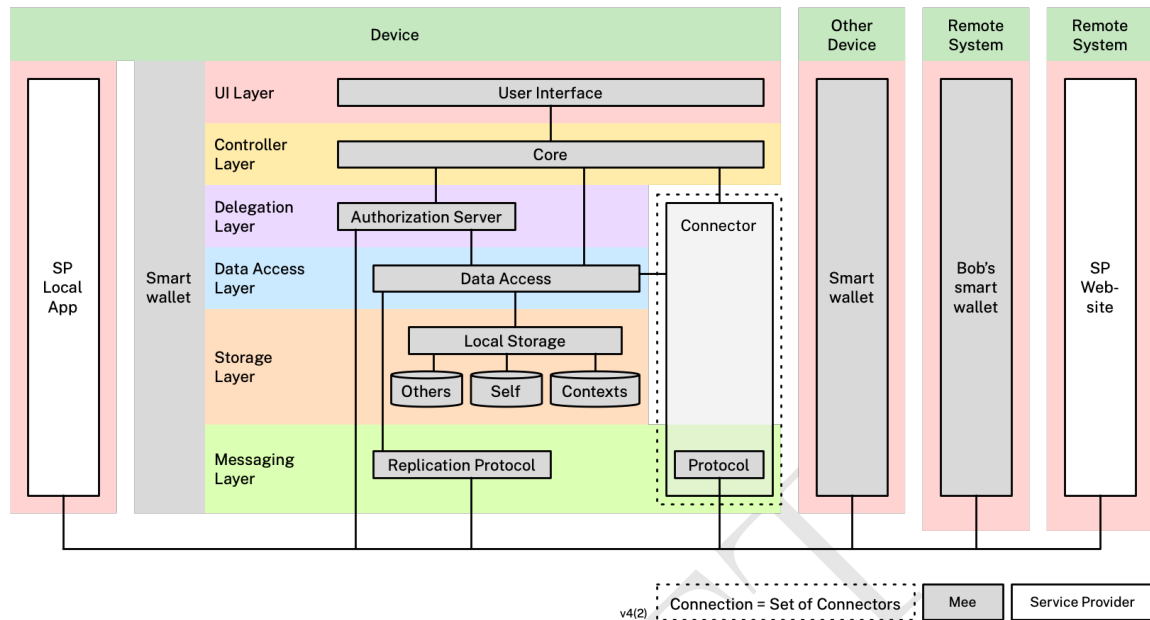 Device
Other
Device
Remote
System
Remote
System
UI Layer
User Interface
Controller
Layer
Core
Delegation
Layer
Authorization Server
Connector
SP
Local
App
Smart
wallet
Data Access
Layer
Data Access
Smart
wallet
Bob's
smart
wallet
SP
Web-
site
Storage
Layer
Local Storage
Others
Self
Contexts
Messaging
Layer
Replication Protocol
Protocol
v4(2)
Connection = Set of Connectors
Mee
Service Provider